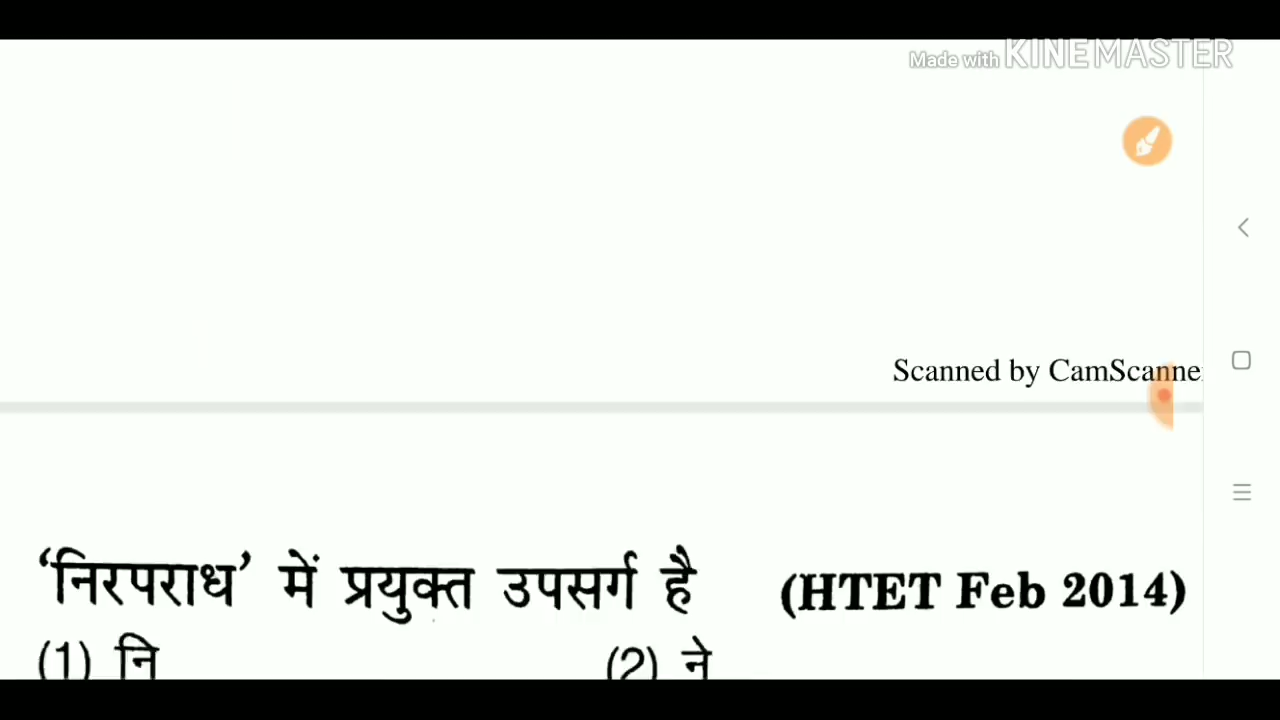 Made with KINEMASTER
Scanned by CamScanne
‘निरपराध’ में प्रयुक्त उपसर्ग है (HTET Feb 2014)
(1) नि (2) ने